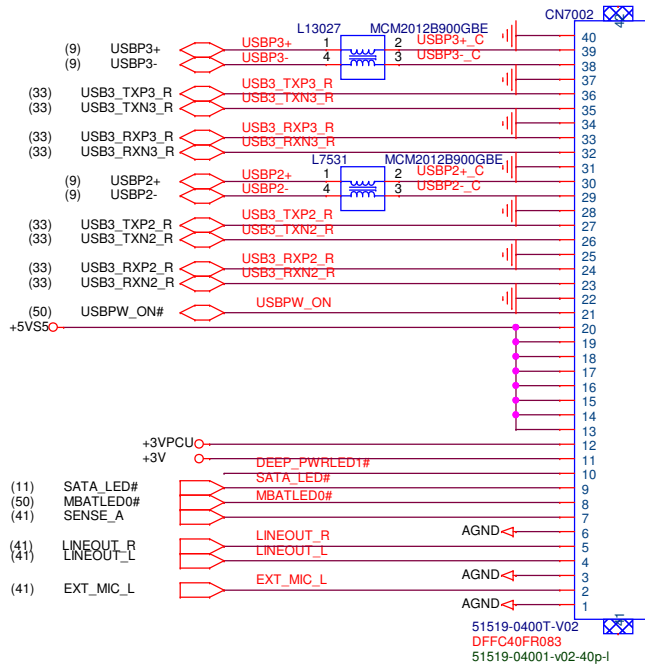 CN7002
42
L13027 MCM2012B900GBE
40
(9) USBP3+ USBP3+ 1 2 USBP3+_C 39
(9) USBP3- USBP3- 4 3 USBP3-_C 38
37
(33) USB3_TXP3_R USB3_TXP3_R 36
(33) USB3_TXN3_R USB3_TXN3_R 35
34
(33) USB3_RXP3_R USB3_RXP3_R 33
(33) USB3_RXN3_R USB3_RXN3_R 32
L7531 MCM2012B900GBE
31
(9) USBP2+ USBP2+ 1 2 USBP2+_C 30
(9) USBP2- USBP2- 4 3 USBP2-_C 29
28
(33) USB3_TXP2_R USB3_TXP2_R 27
(33) USB3_TXN2_R USB3_TXN2_R 26
25
(33) USB3_RXP2_R USB3_RXP2_R 24
(33) USB3_RXN2_R USB3_RXN2_R 23
22
(50) USBPW_ON# USBPW_ON 21
+5VS5 20
19
18
17
16
15
14
13
+3VPCU 12
+3V 11
DEEP_PWRLED1# 10
(11) SATA_LED# SATA_LED# 9
(50) MBATLED0# MBATLED0# 8
(41) SENSE_A 7
AGND 6
(41) LINEOUT_R LINEOUT_R 5
(41) LINEOUT_L LINEOUT_L 4
AGND 3
(41) EXT_MIC_L EXT_MIC_L 2
AGND 1
41
51519-0400T-V02
DFFC40FR083
51519-04001-v02-40p-l